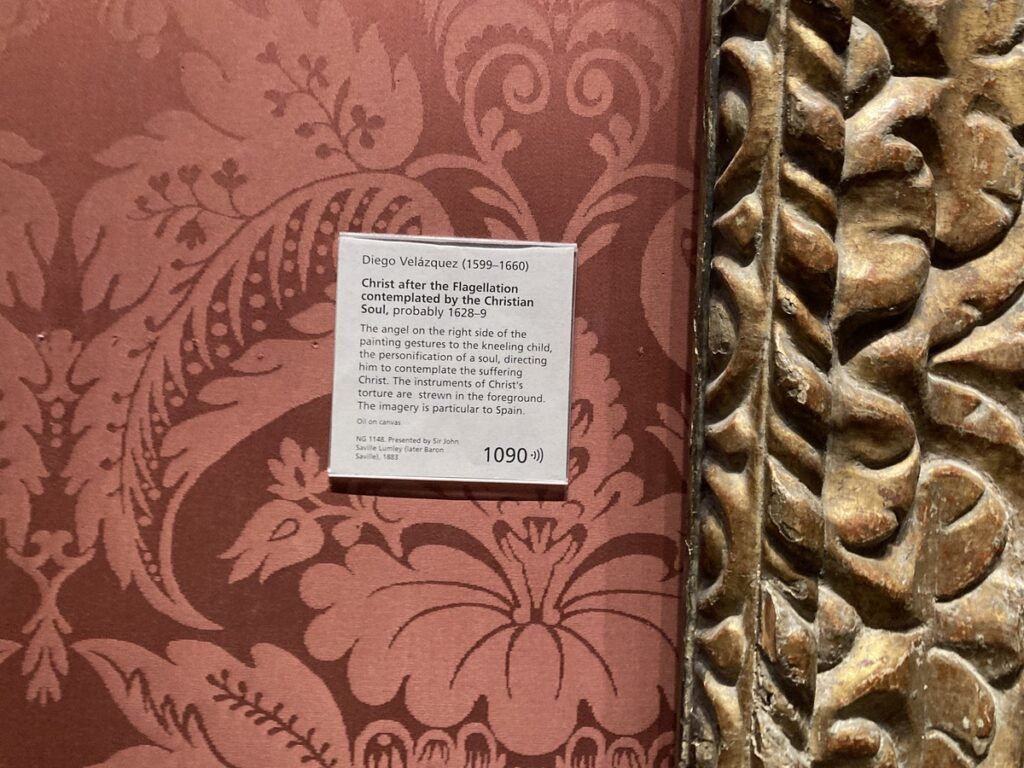 Diego Velázquez (1599–1660)
Christ after the Flagellation
contemplated by the Christian
Soul, probably 1628–9
The angel on the right side of the
painting gestures to the kneeling child,
the personification of a soul, directing
him to contemplate the suffering
Christ. The instruments of Christ's
torture are strewn in the foreground.
The imagery is particular to Spain.
Oil on canvas
NG 1148. Presented by Sir John
Saville Lumley (later Baron
Saville), 1883
1090